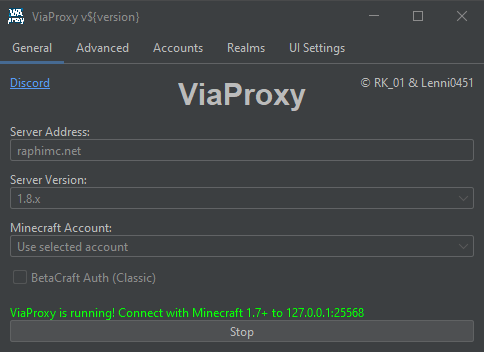 VIA
proxy
ViaProxy v${version}
General Advanced Accounts Realms UI Settings
Discord
ViaProxy
© RK_01 & Lenni0451
Server Address:
raphimc.net
Server Version:
1.8.x
Minecraft Account:
Use selected account
BetaCraft Auth (Classic)
ViaProxy is running! Connect with Minecraft 1.7+ to 127.0.0.1:25568
Stop